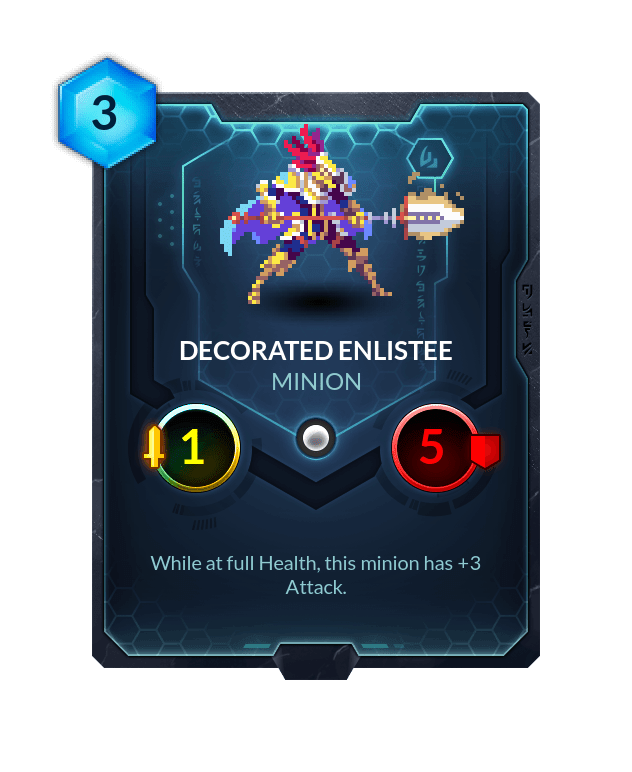 3
DECORATED ENLISTEE
MINION
1 5
While at full Health, this minion has +3
Attack.